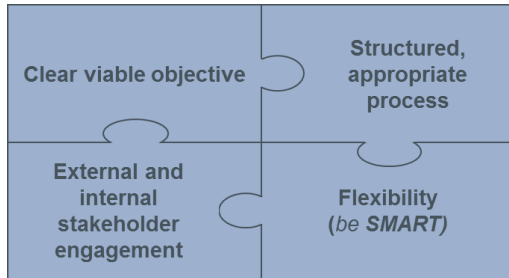 Clear viable objective
Structured,
appropriate
process
External and
internal
stakeholder
engagement
Flexibility
(be SMART)